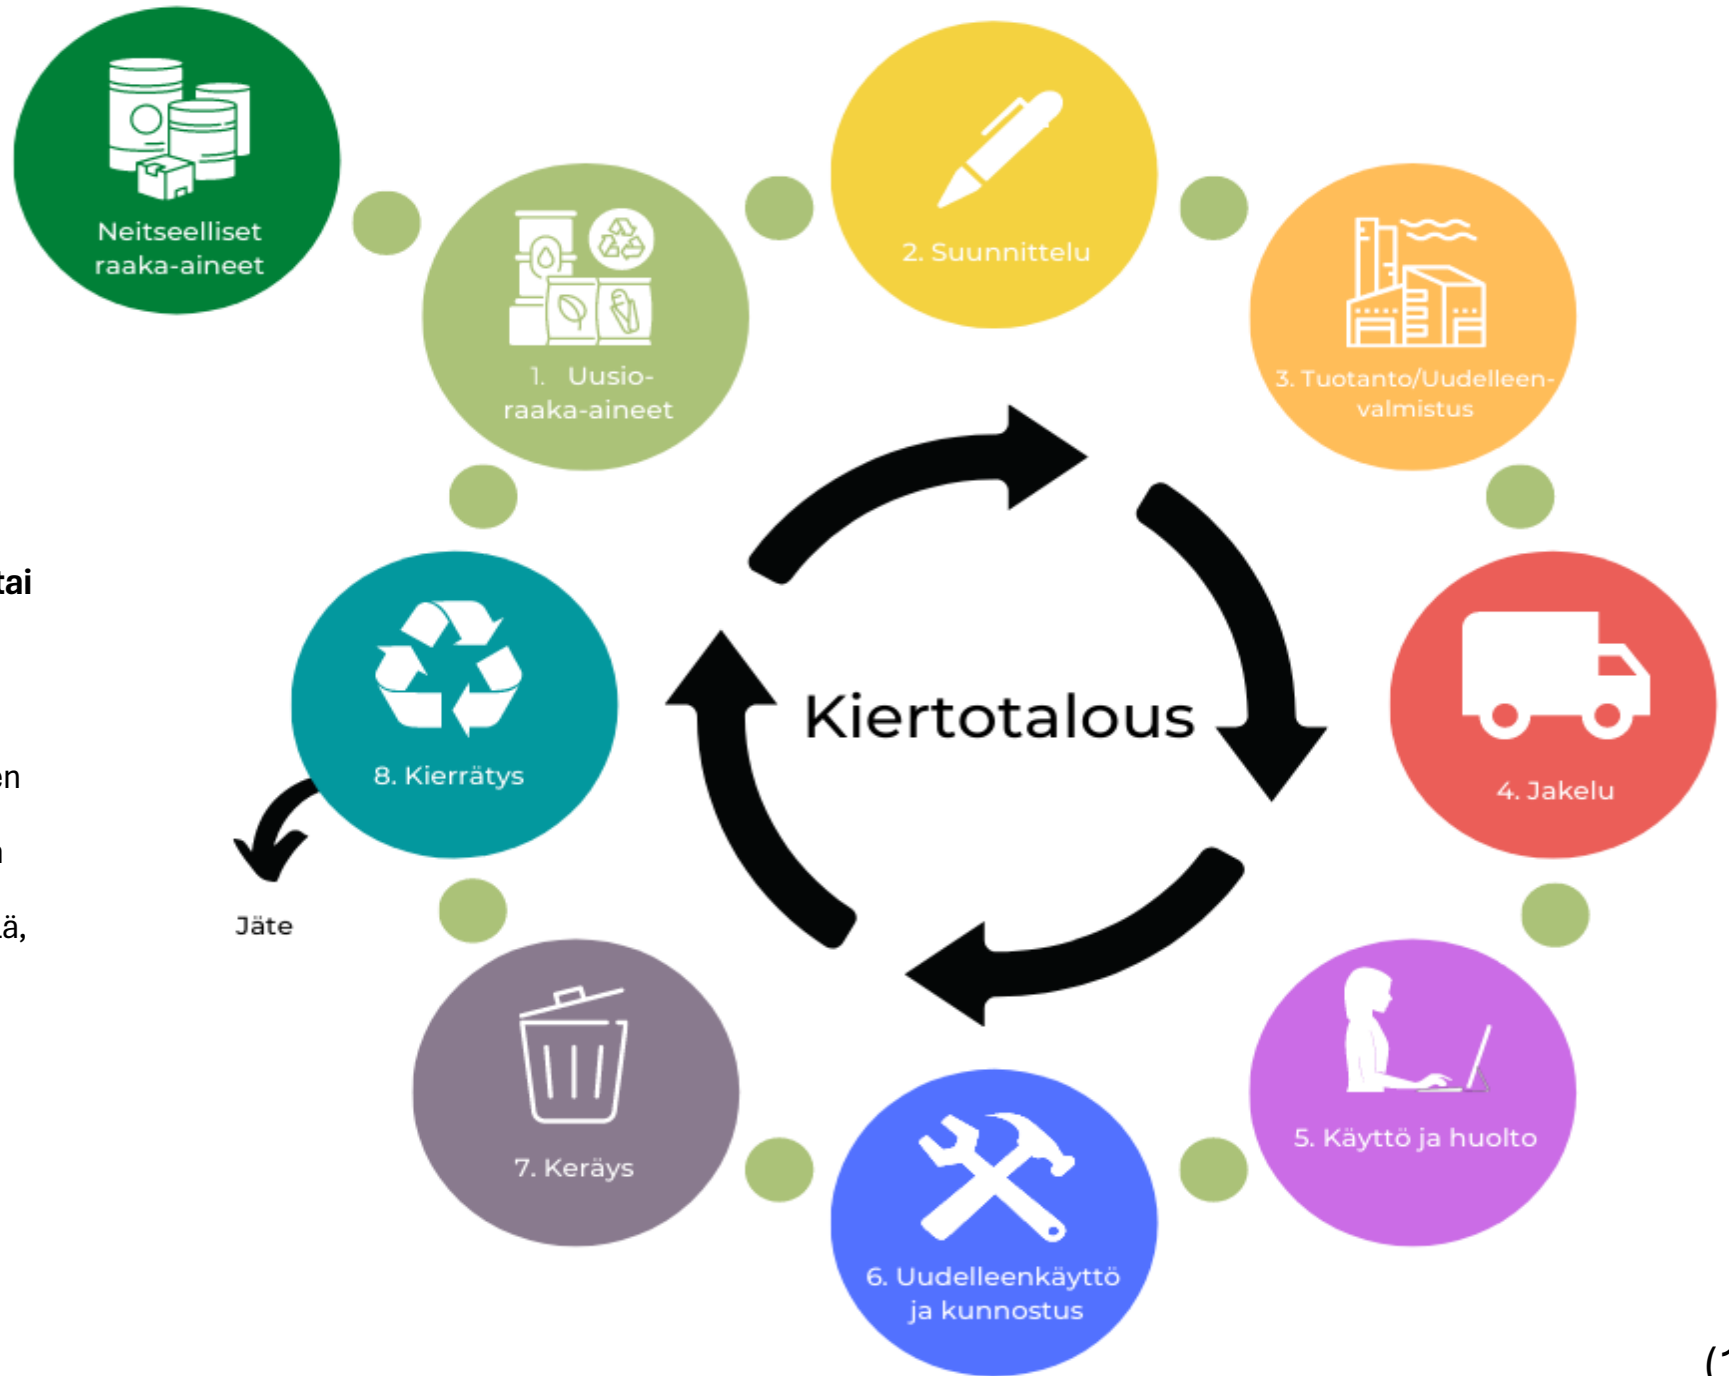 Neitseelliset
raaka-aineet
1. Uusio-
raaka-aineet
2. Suunnittelu
3. Tuotanto/Uudelleen-
valmistus
4. Jakelu
5. Käyttö ja huolto
6. Uudelleenkäyttö
ja kunnostus
7. Keräys
8. Kierrätys
Jäte
Kiertotalous
tai